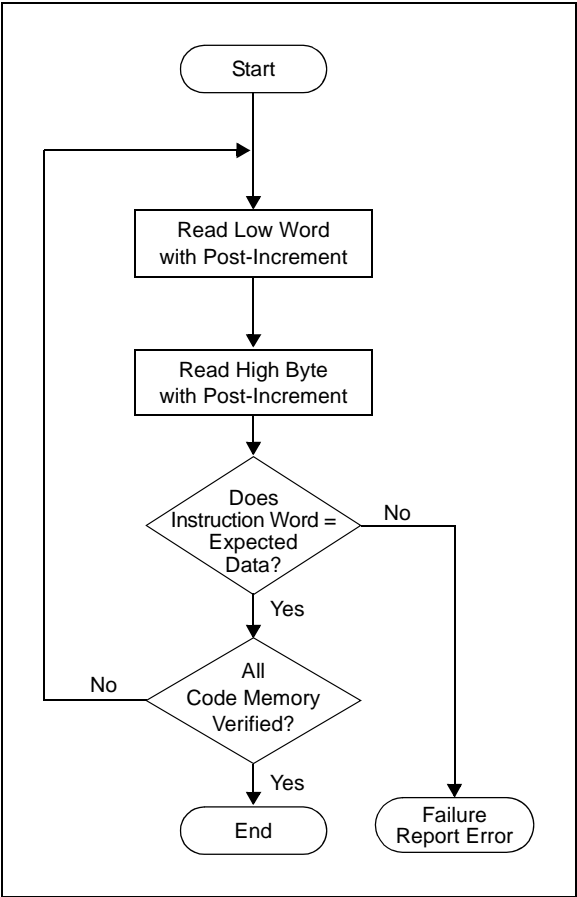 Start
Read Low Word
with Post-Increment
Read High Byte
with Post-Increment
Does
Instruction Word =
Expected
Data?
No
Yes
All
Code Memory
Verified?
No
Yes
End
Failure
Report Error